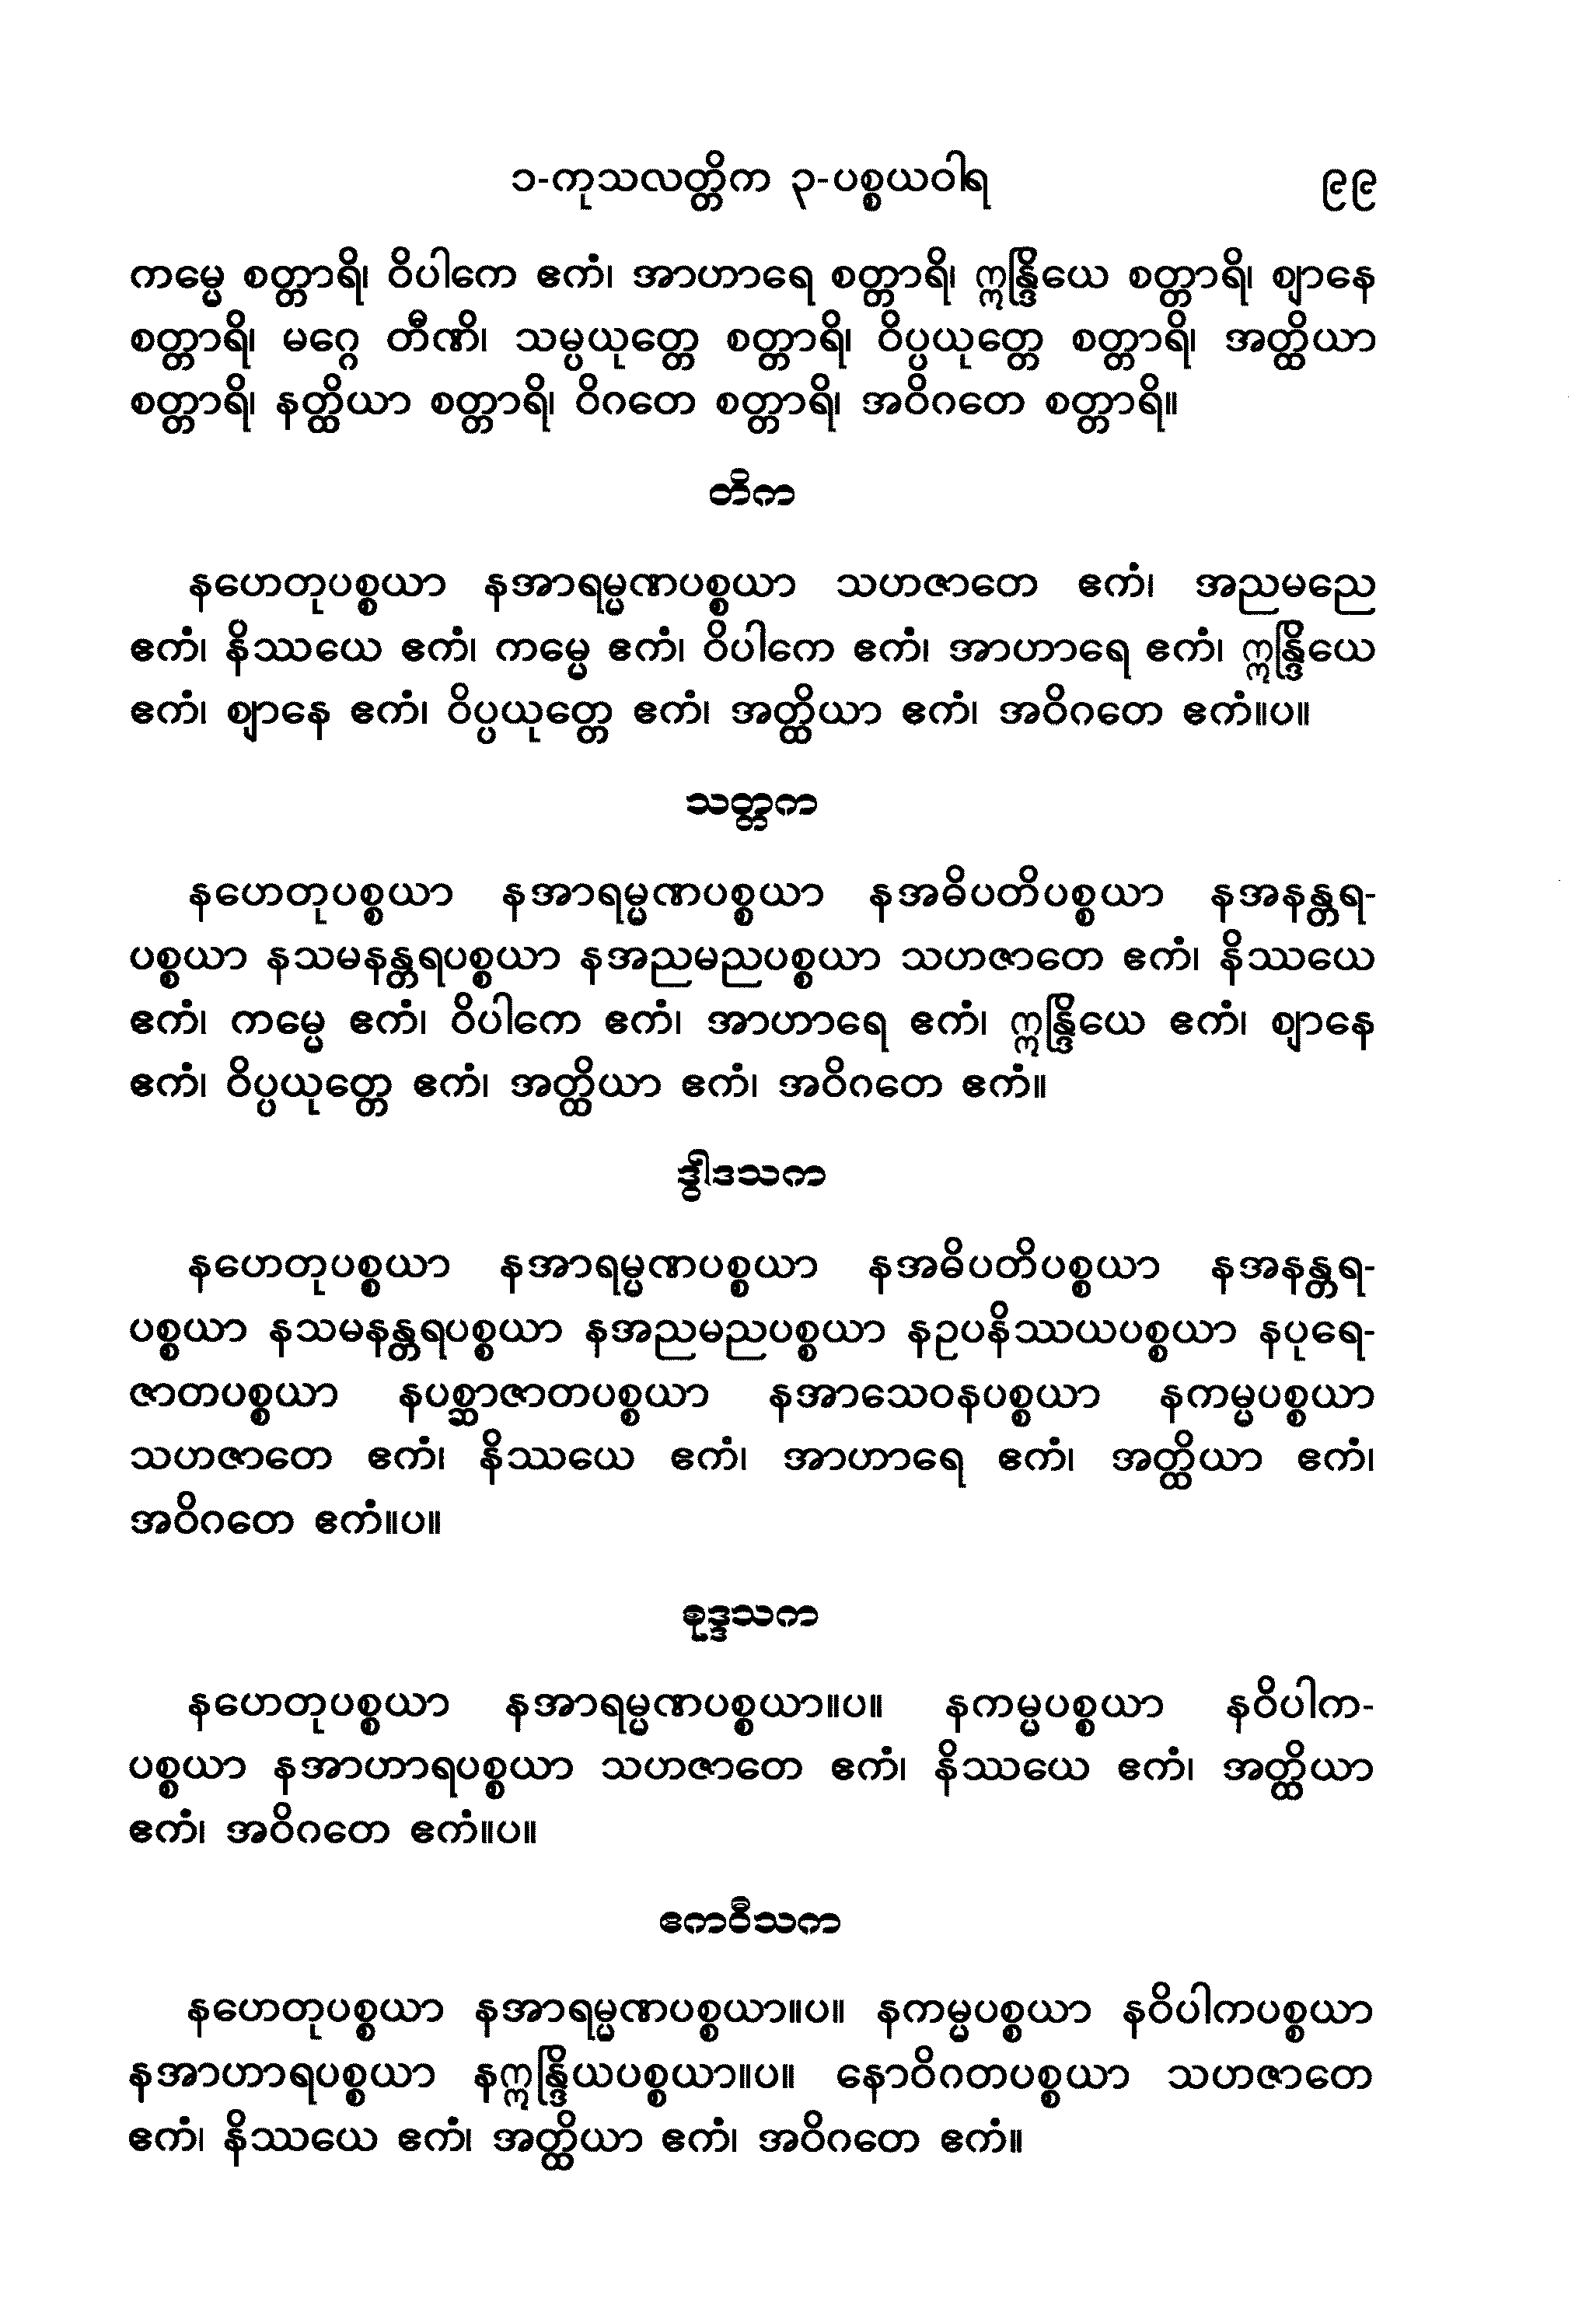 ၁-ကုသလတ္တိက ၃-ပစ္စယဝါရ ၉၉
ကမ္မေ စတ္တာရိ၊ ဝိပါကေ ဧကံ၊ အာဟာရေ စတ္တာရိ၊ ဣန္ဒြိယေ စတ္တာရိ၊ ဈာနေ
စတ္တာရိ၊ မဂ္ဂေ တီဏိ၊ သမ္ပယုတ္တေ စတ္တာရိ၊ ဝိပ္ပယုတ္တေ စတ္တာရိ၊ အတ္ထိယာ
စတ္တာရိ၊ နတ္ထိယာ စတ္တာရိ၊ ဝိဂတေ စတ္တာရိ၊ အဝိဂတေ စတ္တာရိ။
တိက
နဟေတုပစ္စယာ နအာရမ္မဏပစ္စယာ သဟဇာတေ ဧကံ၊ အညမညေ
ဧကံ၊ နိဿယေ ဧကံ၊ ကမ္မေ ဧကံ၊ ဝိပါကေ ဧကံ၊ အာဟာရေ ဧကံ၊ ဣန္ဒြိယေ
ဧကံ၊ ဈာနေ ဧကံ၊ ဝိပ္ပယုတ္တေ ဧကံ၊ အတ္ထိယာ ဧကံ၊ အဝိဂတေ ဧကံ။ပ။
သတ္တက
နဟေတုပစ္စယာ နအာရမ္မဏပစ္စယာ နအဓိပတိပစ္စယာ နအနန္တရ-
ပစ္စယာ နသမနန္တရပစ္စယာ နအညမညပစ္စယာ သဟဇာတေ ဧကံ၊ နိဿယေ
ဧကံ၊ ကမ္မေ ဧကံ၊ ဝိပါကေ ဧကံ၊ အာဟာရေ ဧကံ၊ ဣန္ဒြိယေ ဧကံ၊ ဈာနေ
ဧကံ၊ ဝိပ္ပယုတ္တေ ဧကံ၊ အတ္ထိယာ ဧကံ၊ အဝိဂတေ ဧကံ။
ဒွါဒသက
နဟေတုပစ္စယာ နအာရမ္မဏပစ္စယာ နအဓိပတိပစ္စယာ နအနန္တရ-
ပစ္စယာ နသမနန္တရပစ္စယာ နအညမညပစ္စယာ နဥပနိဿယပစ္စယာ နပုရေ-
ဇာတပစ္စယာ နပစ္ဆာဇာတပစ္စယာ နအာသေဝနပစ္စယာ နကမ္မပစ္စယာ
သဟဇာတေ ဧကံ၊ နိဿယေ ဧကံ၊ အာဟာရေ ဧကံ၊ အတ္ထိယာ ဧကံ၊
အဝိဂတေ ဧကံ။ပ။
စုဒ္ဒသက
နဟေတုပစ္စယာ နအာရမ္မဏပစ္စယာ။ပ။ နကမ္မပစ္စယာ နဝိပါက-
ပစ္စယာ နအာဟာရပစ္စယာ သဟဇာတေ ဧကံ၊ နိဿယေ ဧကံ၊ အတ္ထိယာ
ဧကံ၊ အဝိဂတေ ဧကံ။ပ။
ဧကဝီသက
နဟေတုပစ္စယာ နအာရမ္မဏပစ္စယာ။ပ။ နကမ္မပစ္စယာ နဝိပါကပစ္စယာ
နအာဟာရပစ္စယာ နဣန္ဒြိယပစ္စယာ။ပ။ နောဝိဂတပစ္စယာ သဟဇာတေ
ဧကံ၊ နိဿယေ ဧကံ၊ အတ္ထိယာ ဧကံ၊ အဝိဂတေ ဧကံ။